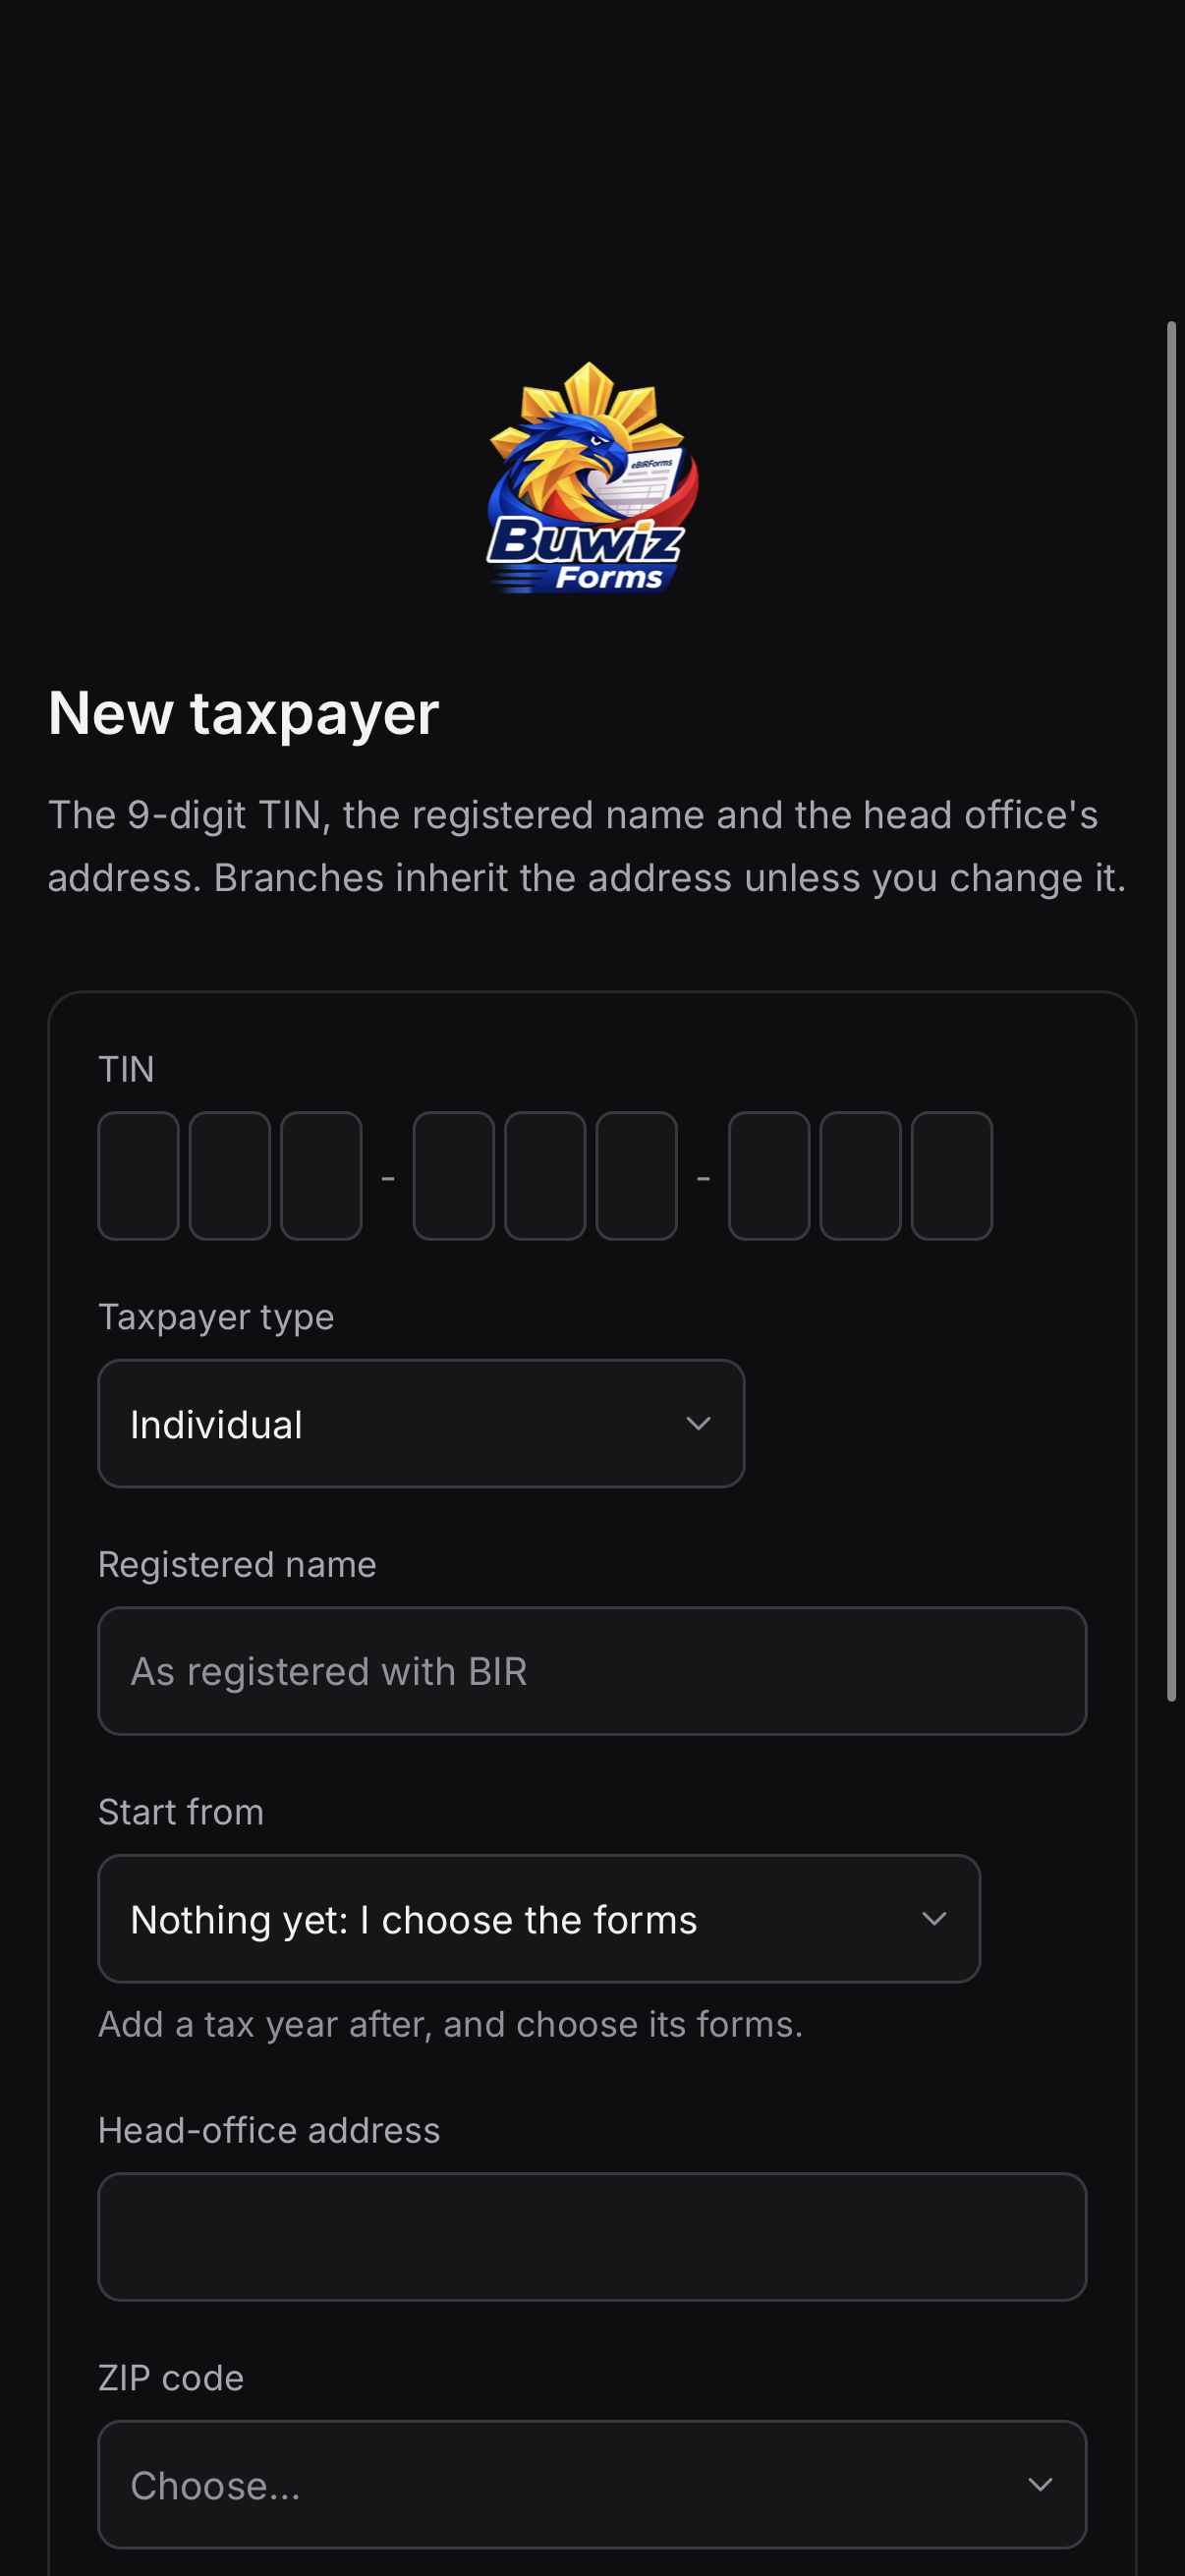 eBIRForms
Buwiz
Forms
New taxpayer
The 9-digit TIN, the registered name and the head office's
address. Branches inherit the address unless you change it.
TIN
- -
Taxpayer type
Individual
Registered name
As registered with BIR
Start from
Nothing yet: I choose the forms
Add a tax year after, and choose its forms.
Head-office address
ZIP code
Choose...